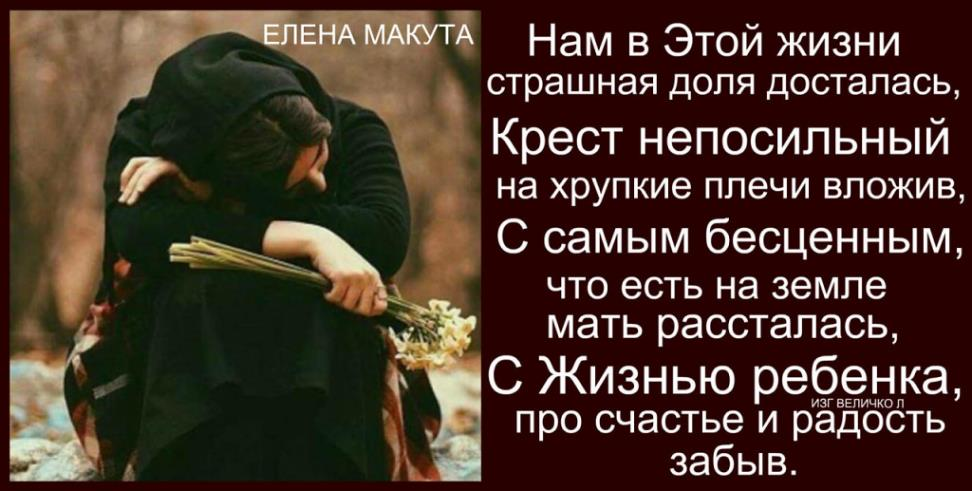 ЕЛЕНА МАКУТА
Нам в Этой жизни
страшная доля досталась,
Крест непосильный
на хрупкие плечи вложив,
С самым бесценным,
что есть на земле
мать рассталась,
С Жизнью ребенка,
ИЗГ ВЕЛИЧКО Л
про счастье и радость
забыв.